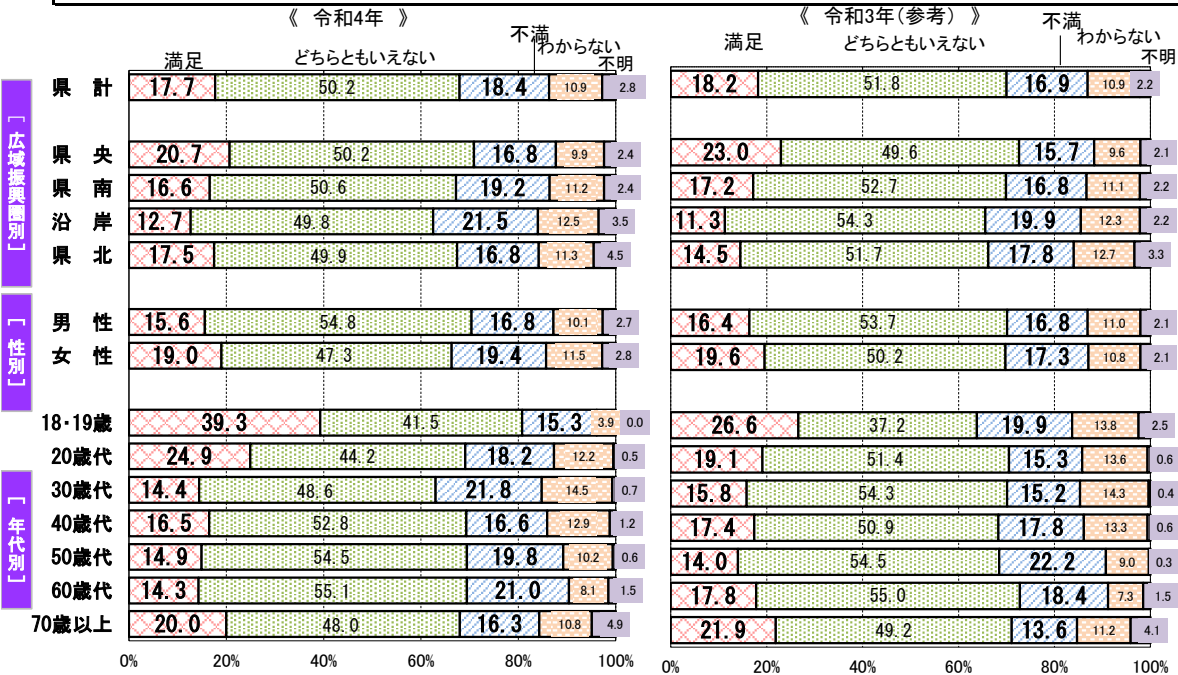 《 令和4年 》
《 令和3年(参考) 》
満足 どちらともいえない 不満 わからない 不明
満足 どちらともいえない 不満 わからない 不明
県 計 17.7 50.2 18.4 10.9 2.8 18.2 51.8 16.9 10.9 2.2
[広域振興圏別]
県 央 20.7 50.2 16.8 9.9 2.4 23.0 49.6 15.7 9.6 2.1
県 南 16.6 50.6 19.2 11.2 2.4 17.2 52.7 16.8 11.1 2.2
沿 岸 12.7 49.8 21.5 12.5 3.5 11.3 54.3 19.9 12.3 2.2
県 北 17.5 49.9 16.8 11.3 4.5 14.5 51.7 17.8 12.7 3.3
[性別]
男 性 15.6 54.8 16.8 10.1 2.7 16.4 53.7 16.8 11.0 2.1
女 性 19.0 47.3 19.4 11.5 2.8 19.6 50.2 17.3 10.8 2.1
[年代別]
18・19歳 39.3 41.5 15.3 3.9 0.0 26.6 37.2 19.9 13.8 2.5
20歳代 24.9 44.2 18.2 12.2 0.5 19.1 51.4 15.3 13.6 0.6
30歳代 14.4 48.6 21.8 14.5 0.7 15.8 54.3 15.2 14.3 0.4
40歳代 16.5 52.8 16.6 12.9 1.2 17.4 50.9 17.8 13.3 0.6
50歳代 14.9 54.5 19.8 10.2 0.6 14.0 54.5 22.2 9.0 0.3
60歳代 14.3 55.1 21.0 8.1 1.5 17.8 55.0 18.4 7.3 1.5
70歳以上 20.0 48.0 16.3 10.8 4.9 21.9 49.2 13.6 11.2 4.1
0% 20% 40% 60% 80% 100%
0% 20% 40% 60% 80% 100%